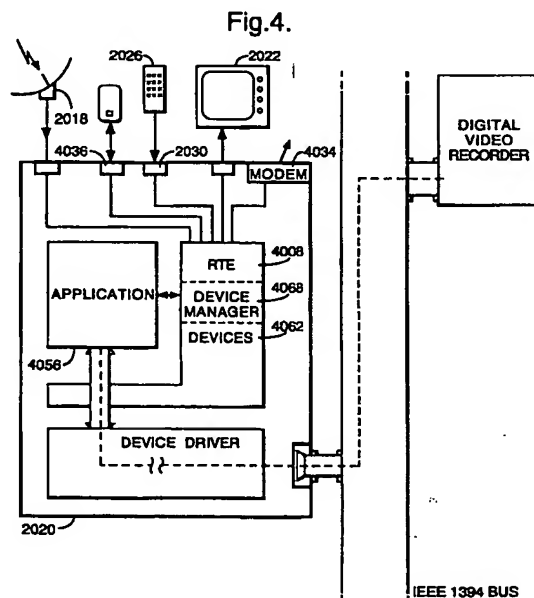 Fig.4.
2026
2022
2018
4036
2030
4034
MODEM
DIGITAL
VIDEO
RECORDER
RTE
4008
APPLICATION
DEVICE
MANAGER
4068
DEVICES
4062
4056
DEVICE DRIVER
2020
IEEE 1394 BUS